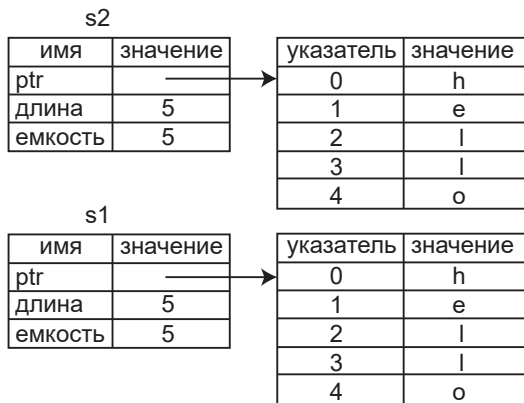 s2
имя значение
ptr
длина 5
емкость 5
указатель значение
0 h
1 e
2 l
3 l
4 o
s1
имя значение
ptr
длина 5
емкость 5
указатель значение
0 h
1 e
2 l
3 l
4 o